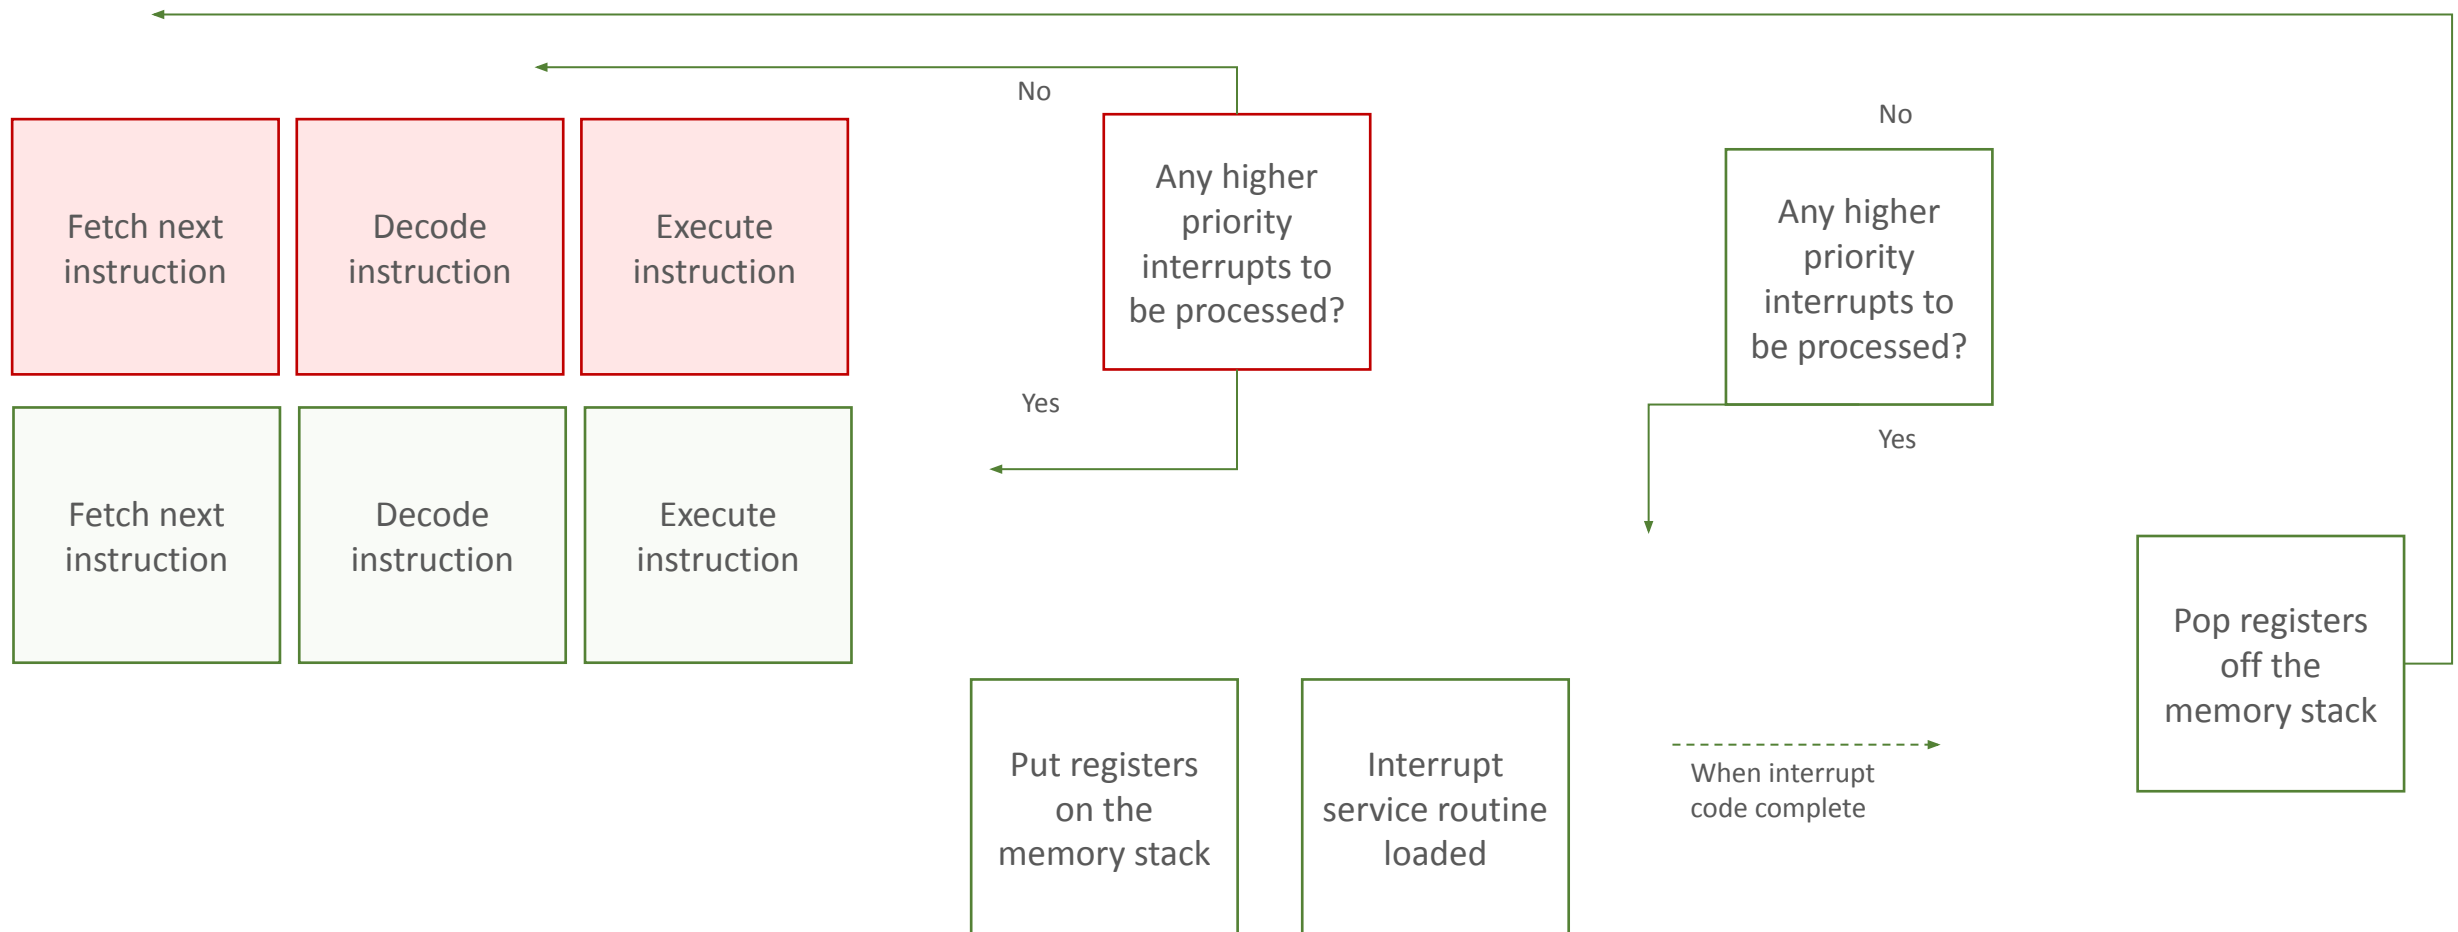 No
No
Fetch next
instruction
Decode
instruction
Execute
instruction
Any higher
priority
interrupts to
be processed?
Any higher
priority
interrupts to
be processed?
Yes
Yes
Fetch next
instruction
Decode
instruction
Execute
instruction
Put registers
on the
memory stack
Interrupt
service routine
loaded
When interrupt
code complete
Pop registers
off the
memory stack